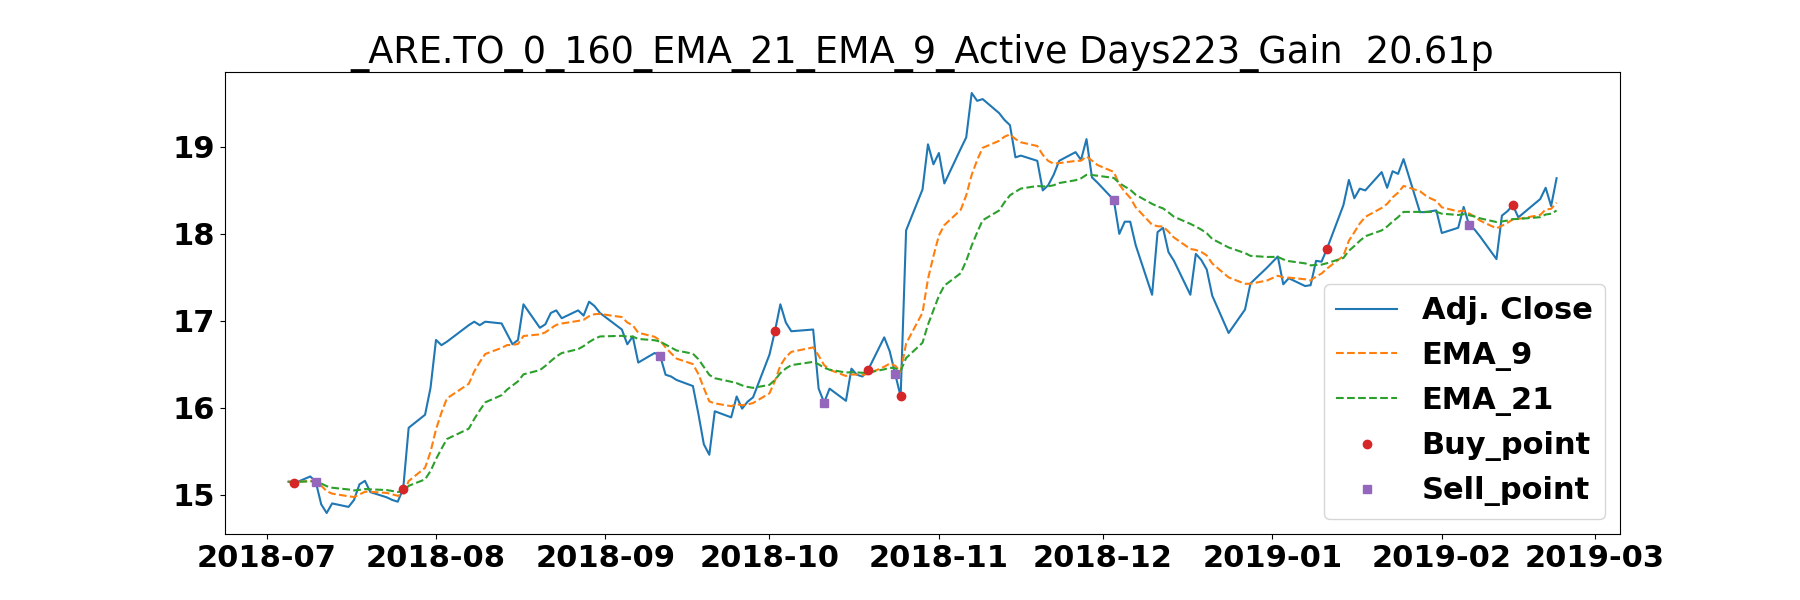 _ARE.TO_0_160_EMA_21_EMA_9_Active Days223_Gain  20.61p
19
18
17
16
15
Adj. Close
EMA_9
EMA_21
Buy_point
Sell_point
2018-07 2018-08 2018-09 2018-10 2018-11 2018-12 2019-01 2019-02 2019-03